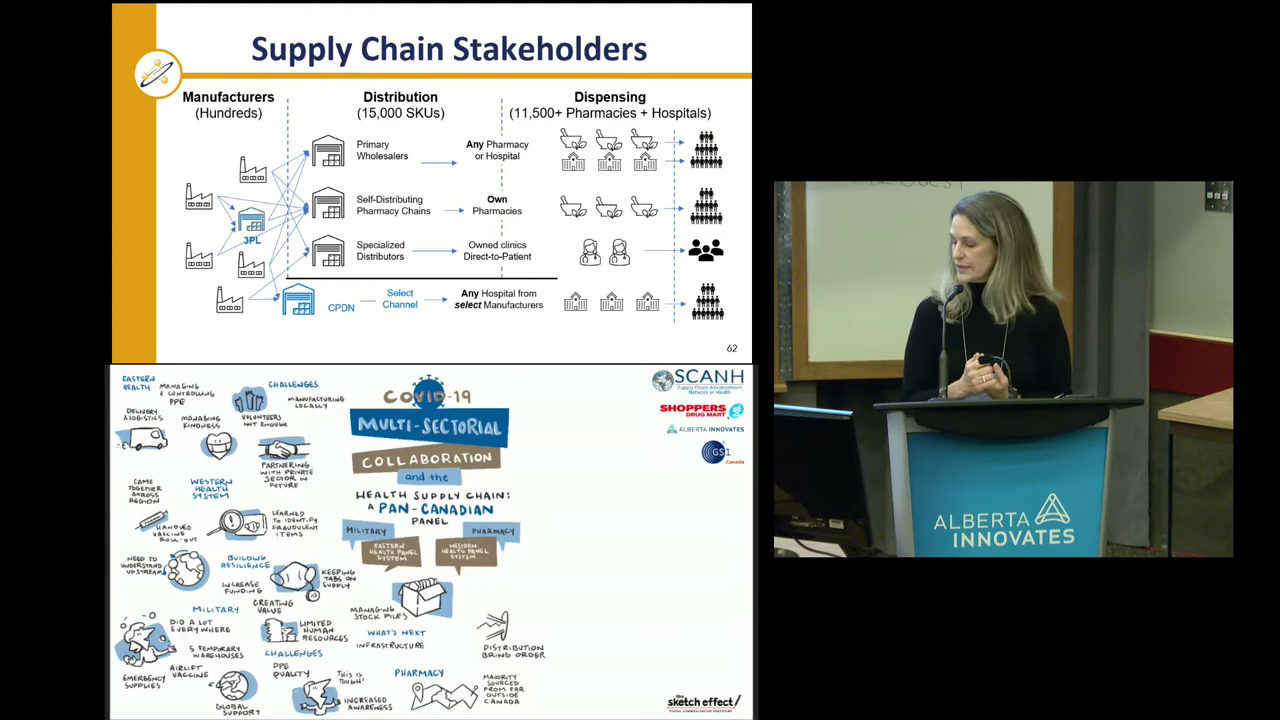 Supply Chain Stakeholders
Manufacturers
(Hundreds)
Distribution
(15,000 SKUs)
Dispensing
(11,500+ Pharmacies + Hospitals)
Primary
Wholesalers
Any Pharmacy
or Hospital
Self-Distributing
Pharmacy Chains
Own
Pharmacies
3PL
Specialized
Distributors
Owned clinics
Direct-to-Patient
CPDN
Select
Channel
Any Hospital from
select Manufacturers
62
EASTERN
HEALTH
MANAGING
& CONTROLLING
PPE
CHALLENGES
MANUFACTURING
LOCALLY
DELIVERY
& LOGISTICS
MANAGING
KINDNESS
VOLUNTEERS
NOT ENOUGH
PARTNERING
WITH PRIVATE
SECTOR IN
FUTURE
CAME
TOGETHER
ACROSS
REGION
WESTERN
HEALTH
SYSTEM
HANDLED
VACCINE
ROLL-OUT
LEARNED
TO IDENTIFY
FRAUDULENT
ITEMS
NEED TO
UNDERSTAND
UPSTREAM
BUILDING
RESILIENCE
INCREASE
FUNDING
KEEPING
TABS ON
SUPPLY
MILITARY
CREATING
VALUE
DID A LOT
EVERYWHERE
5 TEMPORARY
WAREHOUSES
LIMITED
HUMAN
RESOURCES
AIRLIFT
VACCINE
EMERGENCY
SUPPLIES
GLOBAL
SUPPORT
CHALLENGES
PPE
QUALITY
THIS IS
TOUGH!
INCREASED
AWARENESS
COVID-19
MULTI-SECTORIAL
COLLABORATION
and the
HEALTH SUPPLY CHAIN:
A PAN-CANADIAN
PANEL
MILITARY
PHARMACY
EASTERN
HEALTH PANEL
SYSTEM
WESTERN
HEALTH PANEL
SYSTEM
MANAGING
STOCK PILES
WHAT'S NEXT
INFRASTRUCTURE
DISTRIBUTION
BRING ORDER
PHARMACY
MAJORITY
SOURCED
FROM FAR
OUTSIDE
CANADA
SCANH
Supply Chain Advancement
Network in Health
SHOPPERS
DRUG MART
ALBERTA INNOVATES
GS1
Canada
the
sketch effect/
ALBERTA
INNOVATES